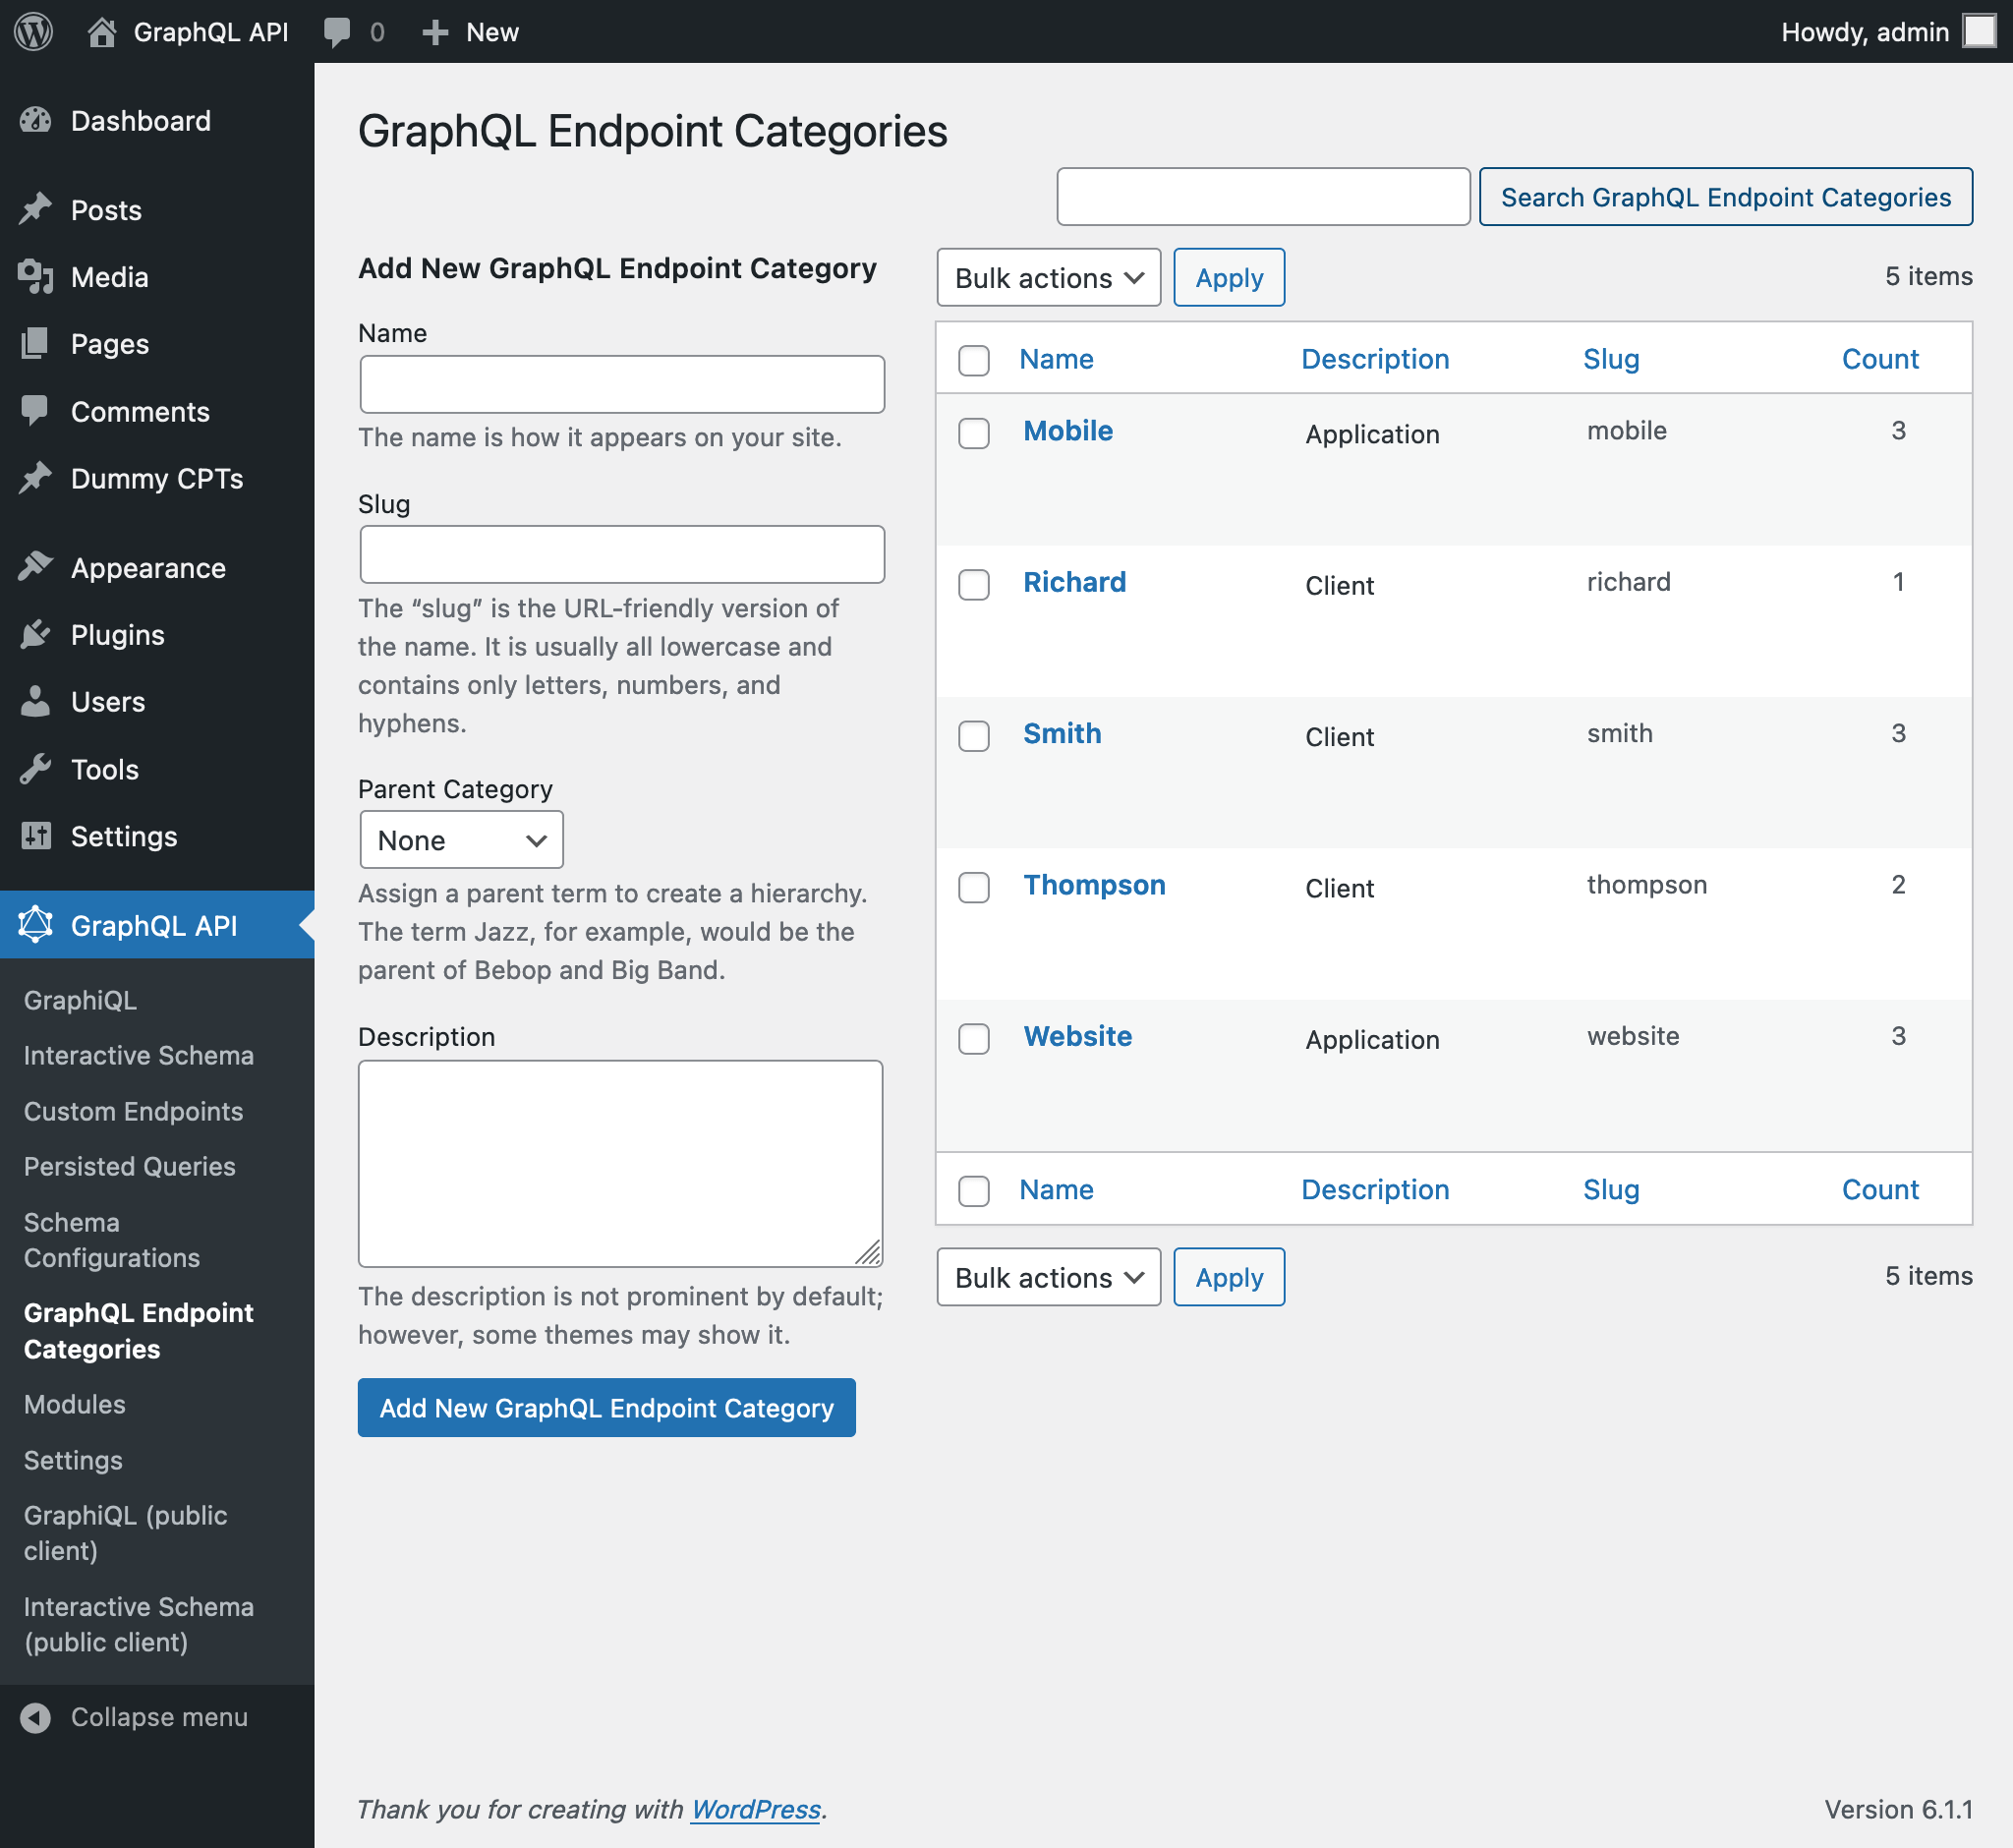 GraphQL API 0 New Howdy, admin
Dashboard
Posts
Media
Pages
Comments
Dummy CPTs
Appearance
Plugins
Users
Tools
Settings
GraphQL API
GraphiQL
Interactive Schema
Custom Endpoints
Persisted Queries
Schema
Configurations
GraphQL Endpoint
Categories
Modules
Settings
GraphiQL (public
client)
Interactive Schema
(public client)
Collapse menu
GraphQL Endpoint Categories
Search GraphQL Endpoint Categories
Add New GraphQL Endpoint Category
Name
The name is how it appears on your site.
Slug
The “slug” is the URL-friendly version of
the name. It is usually all lowercase and
contains only letters, numbers, and
hyphens.
Parent Category
None
Assign a parent term to create a hierarchy.
The term Jazz, for example, would be the
parent of Bebop and Big Band.
Description
The description is not prominent by default;
however, some themes may show it.
Add New GraphQL Endpoint Category
Bulk actions Apply 5 items
Name Description Slug Count
Mobile Application mobile 3
Richard Client richard 1
Smith Client smith 3
Thompson Client thompson 2
Website Application website 3
Name Description Slug Count
Bulk actions Apply 5 items
Thank you for creating with WordPress. Version 6.1.1